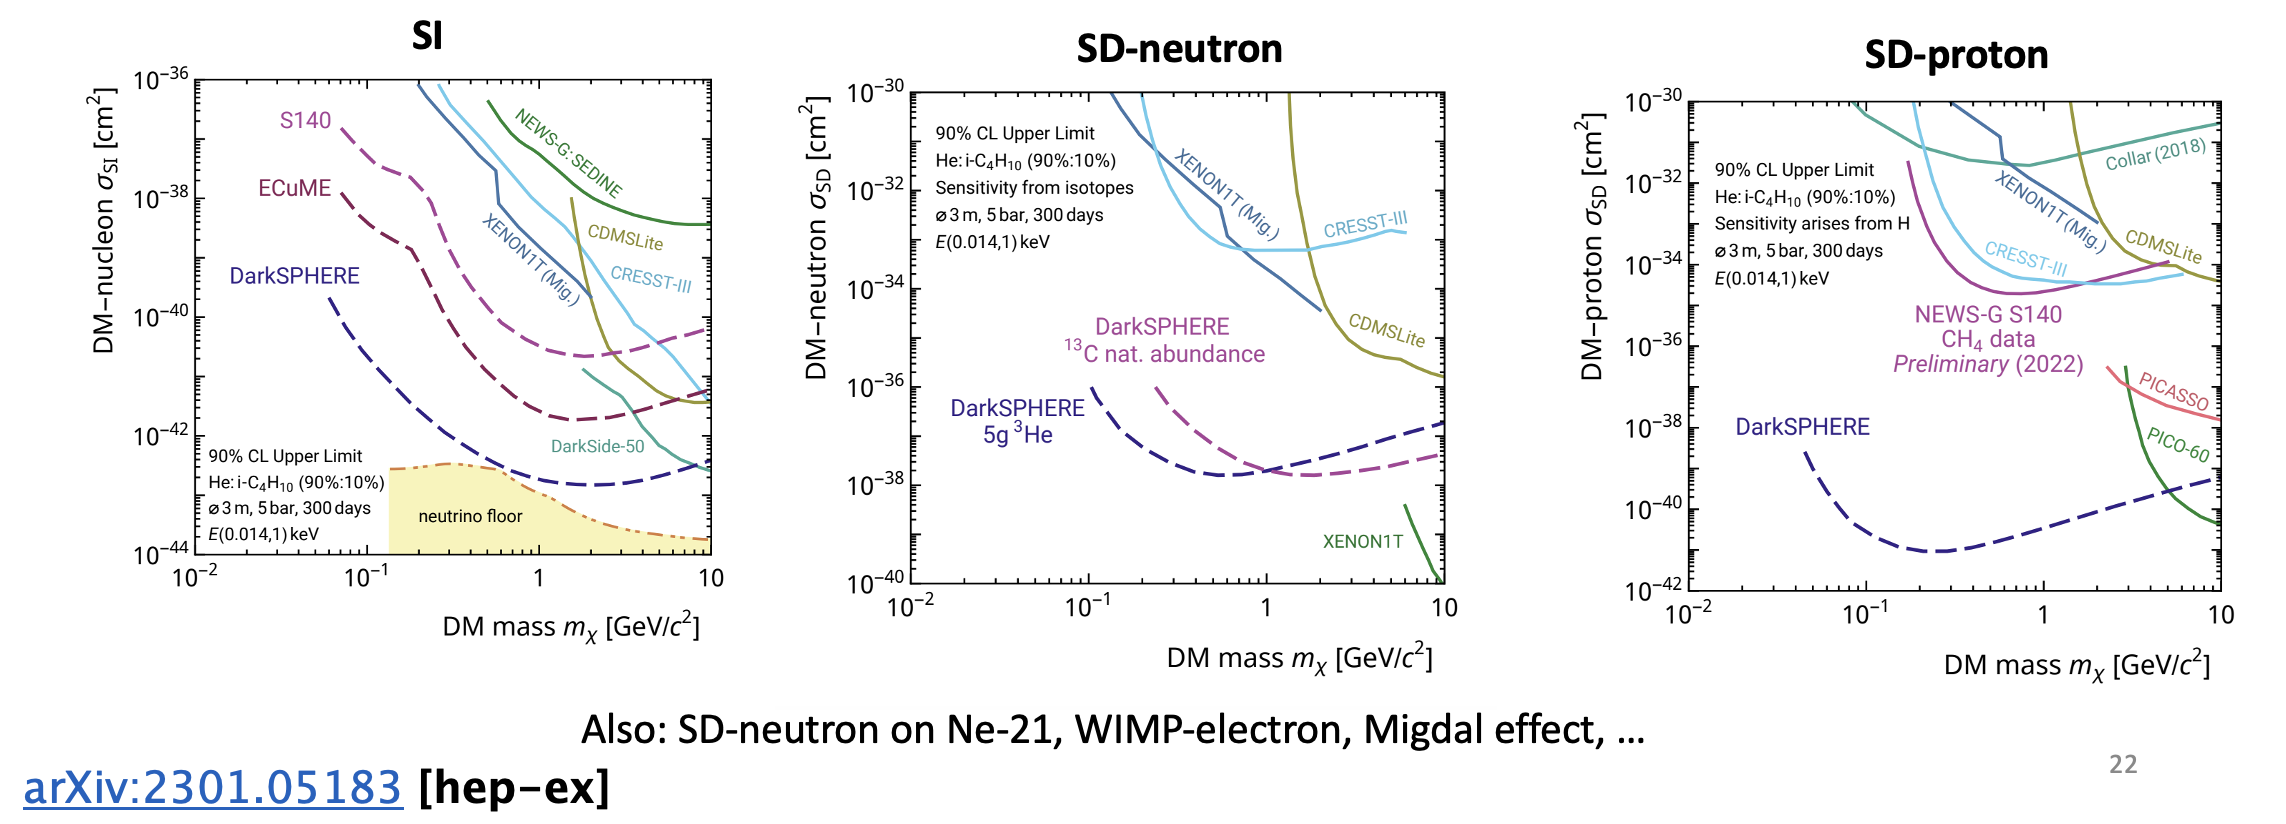 SI
10⁻³⁶
10⁻³⁸
10⁻⁴⁰
10⁻⁴²
10⁻⁴⁴
DM−nucleon σSI [cm²]
S140
ECuME
DarkSPHERE
NEWS-G: SEDINE
XENON1T (Mig.)
CDMSLite
CRESST-III
DarkSide-50
90% CL Upper Limit
He: i-C₄H₁₀ (90%:10%)
⌀ 3 m, 5 bar, 300 days
E(0.014,1) keV
neutrino floor
10⁻² 10⁻¹ 1 10
DM mass mχ [GeV/c²]
SD-neutron
10⁻³⁰
10⁻³²
10⁻³⁴
10⁻³⁶
10⁻³⁸
10⁻⁴⁰
DM−neutron σSD [cm²]
90% CL Upper Limit
He: i-C₄H₁₀ (90%:10%)
Sensitivity from isotopes
⌀ 3 m, 5 bar, 300 days
E(0.014,1) keV
XENON1T (Mig.)
CRESST-III
CDMSLite
DarkSPHERE
¹³C nat. abundance
DarkSPHERE
5g ³He
XENON1T
10⁻² 10⁻¹ 1 10
DM mass mχ [GeV/c²]
SD-proton
10⁻³⁰
10⁻³²
10⁻³⁴
10⁻³⁶
10⁻³⁸
10⁻⁴⁰
10⁻⁴²
DM−proton σSD [cm²]
90% CL Upper Limit
He: i-C₄H₁₀ (90%:10%)
Sensitivity arises from H
⌀ 3 m, 5 bar, 300 days
E(0.014,1) keV
Collar (2018)
XENON1T (Mig.)
CDMSLite
CRESST-III
NEWS-G S140
CH₄ data
Preliminary (2022)
PICASSO
PICO-60
DarkSPHERE
10⁻² 10⁻¹ 1 10
DM mass mχ [GeV/c²]
Also: SD-neutron on Ne-21, WIMP-electron, Migdal effect, ...
22
arXiv:2301.05183 [hep-ex]